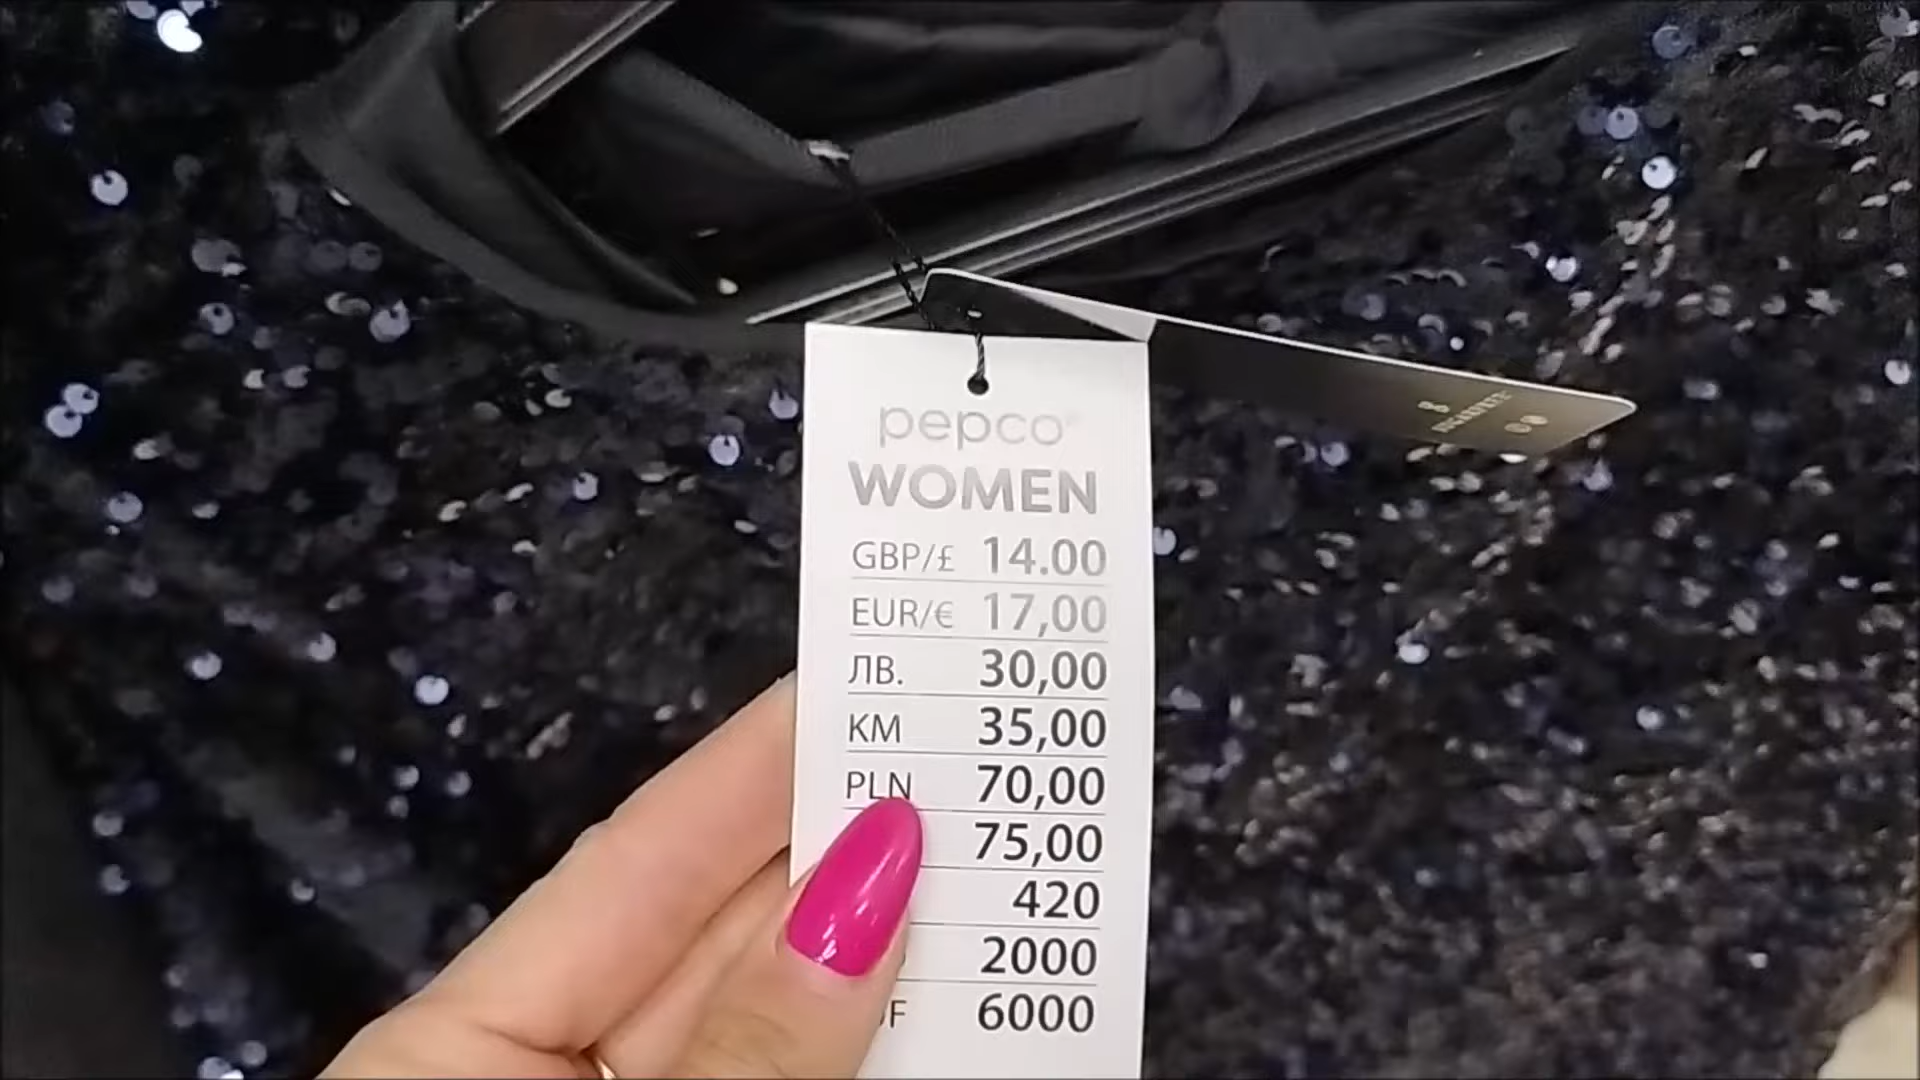 pepco®
WOMEN
GBP/£ 14.00
EUR/€ 17,00
ЛВ. 30,00
KM 35,00
PLN 70,00
75,00
420
2000
F 6000